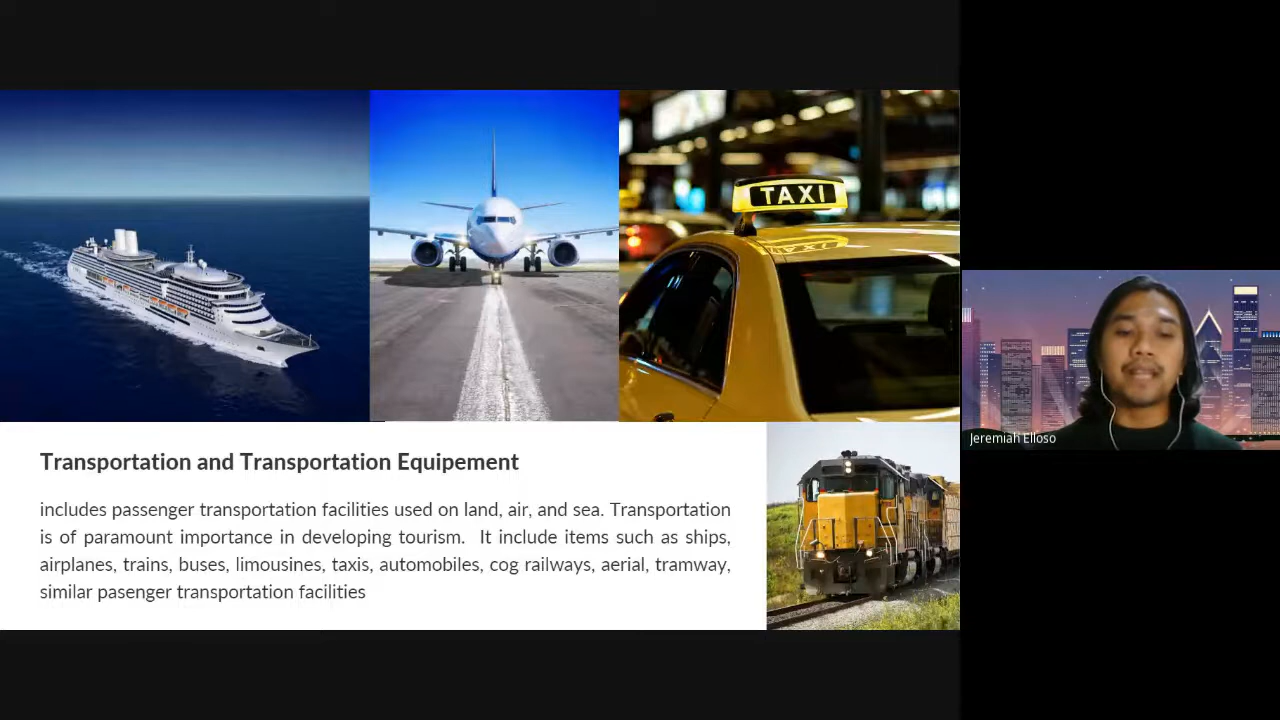 TAXI
Transportation and Transportation Equipement
includes passenger transportation facilities used on land, air, and sea. Transportation
is of paramount importance in developing tourism. It include items such as ships,
airplanes, trains, buses, limousines, taxis, automobiles, cog railways, aerial, tramway,
similar pasenger transportation facilities
Jeremiah Elloso